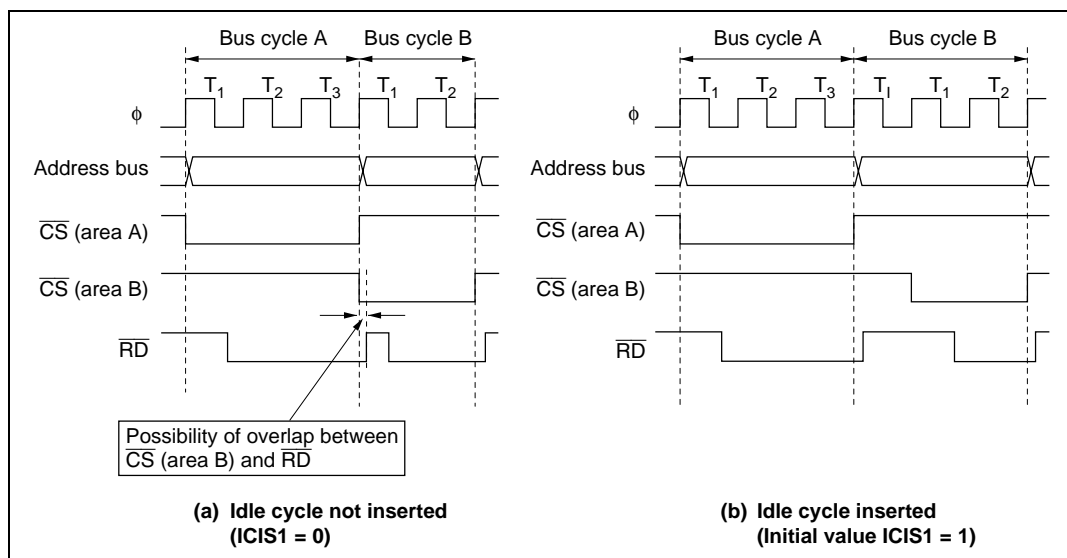 Bus cycle A Bus cycle B
T1 T2 T3 T1 T2
φ
Address bus
CS (area A)
CS (area B)
RD
Possibility of overlap between
CS (area B) and RD
(a) Idle cycle not inserted
(ICIS1 = 0)
Bus cycle A Bus cycle B
T1 T2 T3 TI T1 T2
φ
Address bus
CS (area A)
CS (area B)
RD
(b) Idle cycle inserted
(Initial value ICIS1 = 1)